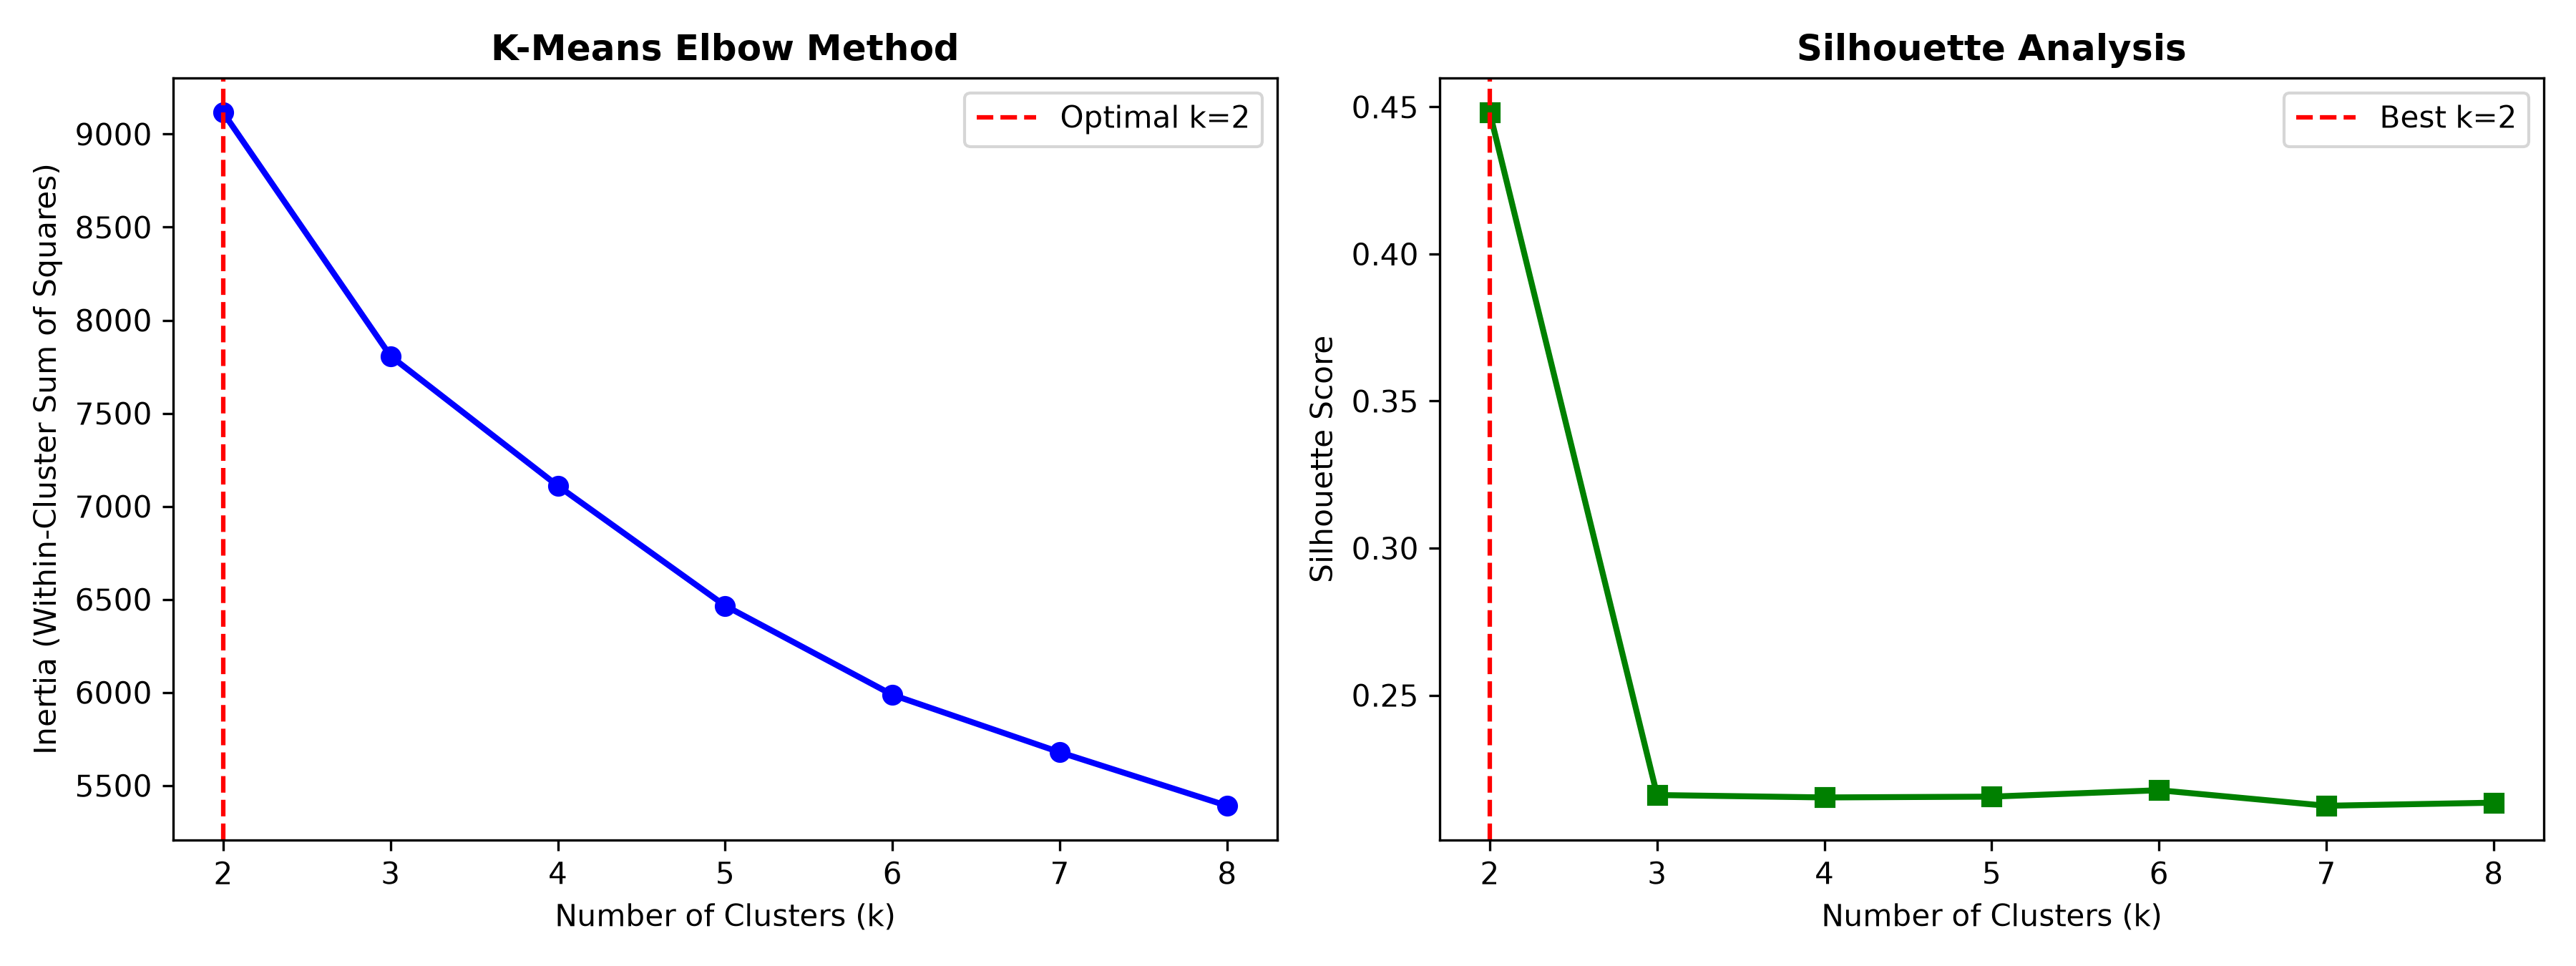 K-Means Elbow Method
Optimal k=2
Inertia (Within-Cluster Sum of Squares)
9000
8500
8000
7500
7000
6500
6000
5500
2 3 4 5 6 7 8
Number of Clusters (k)
Silhouette Analysis
Best k=2
Silhouette Score
0.45
0.40
0.35
0.30
0.25
2 3 4 5 6 7 8
Number of Clusters (k)